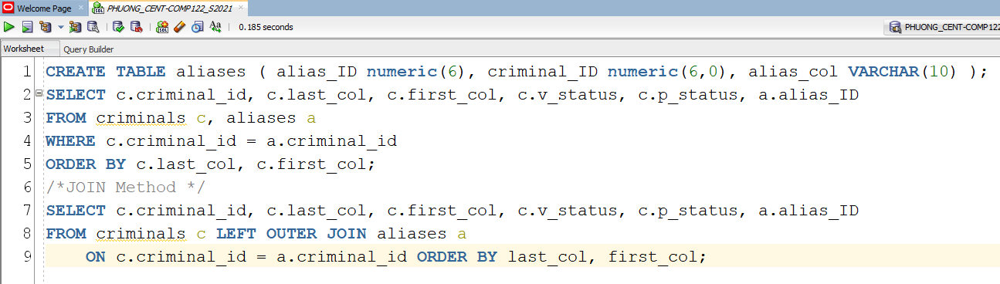 Welcome Page × PHUONG_CENT-COMP122_S2021 ×
0.185 seconds PHUONG_CENT-COMP122
Worksheet Query Builder
1 CREATE TABLE aliases ( alias_ID numeric(6), criminal_ID numeric(6,0), alias_col VARCHAR(10) );
2 SELECT c.criminal_id, c.last_col, c.first_col, c.v_status, c.p_status, a.alias_ID
3 FROM criminals c, aliases a
4 WHERE c.criminal_id = a.criminal_id
5 ORDER BY c.last_col, c.first_col;
6 /*JOIN Method */
7 SELECT c.criminal_id, c.last_col, c.first_col, c.v_status, c.p_status, a.alias_ID
8 FROM criminals c LEFT OUTER JOIN aliases a
9 ON c.criminal_id = a.criminal_id ORDER BY last_col, first_col;